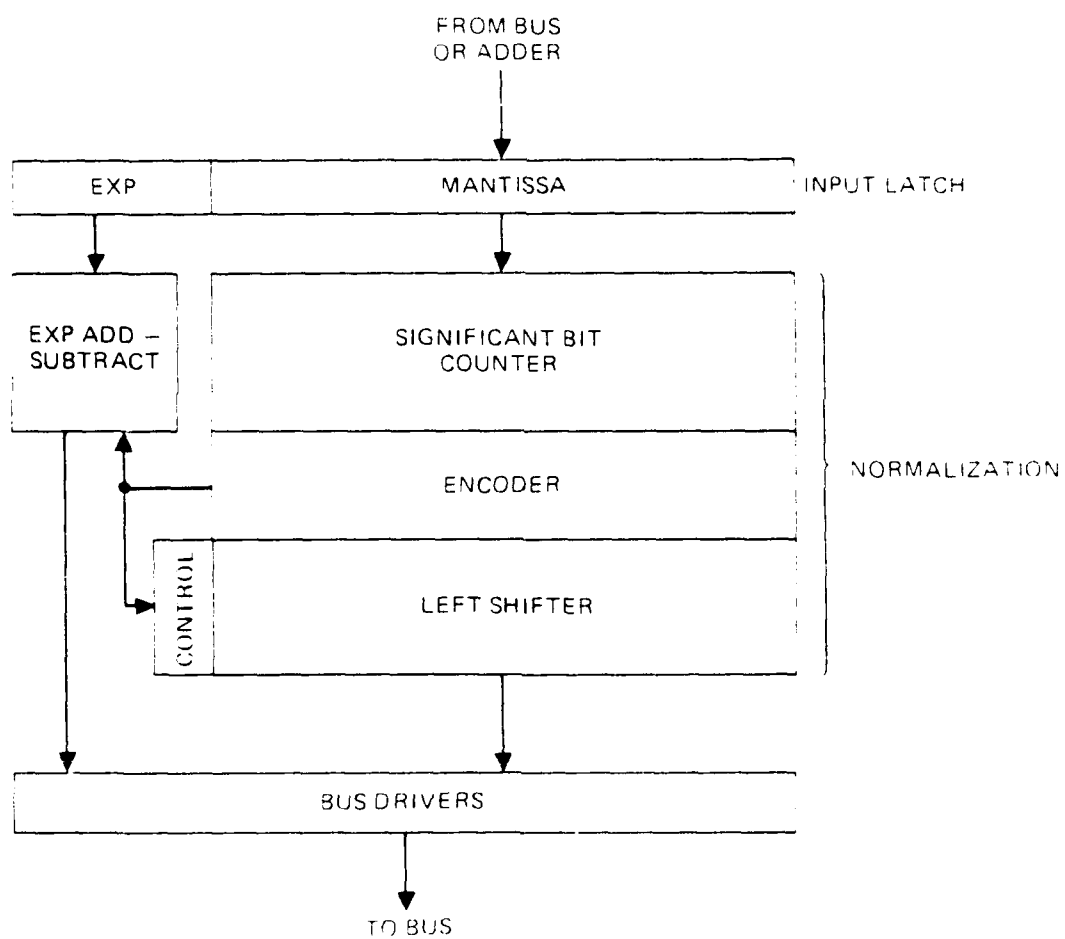 FROM BUS
OR ADDER
EXP
MANTISSA
INPUT LATCH
EXP ADD –
SUBTRACT
SIGNIFICANT BIT
COUNTER
ENCODER
NORMALIZATION
CONTROL
LEFT SHIFTER
BUS DRIVERS
TO BUS